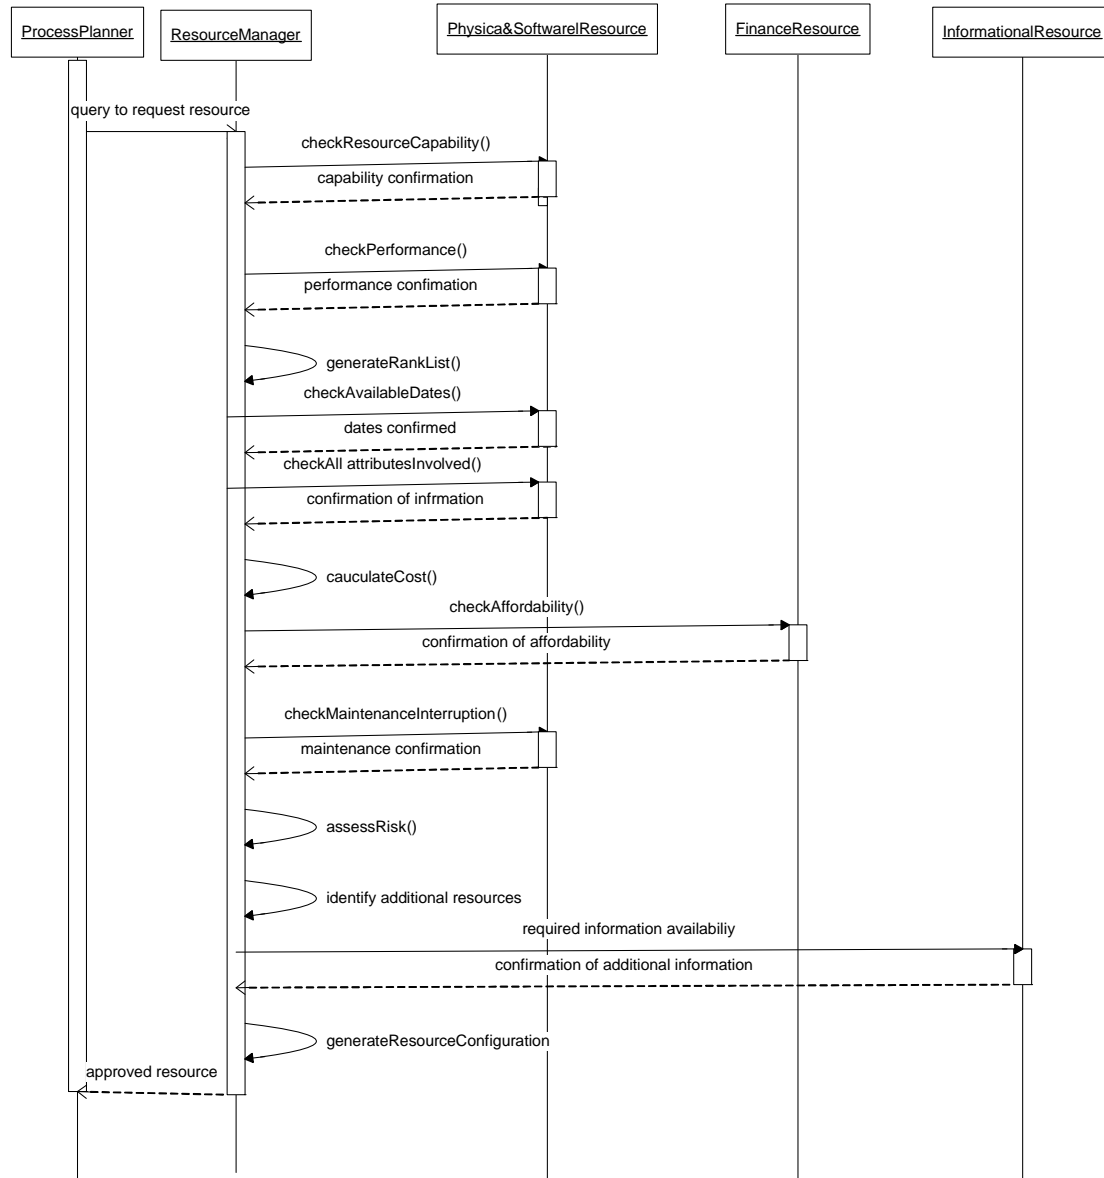 ProcessPlanner
ResourceManager
Physica&SoftwarelResource
FinanceResource
InformationalResource
query to request resource
checkResourceCapability()
capability confirmation
checkPerformance()
performance confimation
generateRankList()
checkAvailableDates()
dates confirmed
checkAll attributesInvolved()
confirmation of infrmation
cauculateCost()
checkAffordability()
confirmation of affordability
checkMaintenanceInterruption()
maintenance confirmation
assessRisk()
identify additional resources
required information availabiliy
confirmation of additional information
generateResourceConfiguration
approved resource